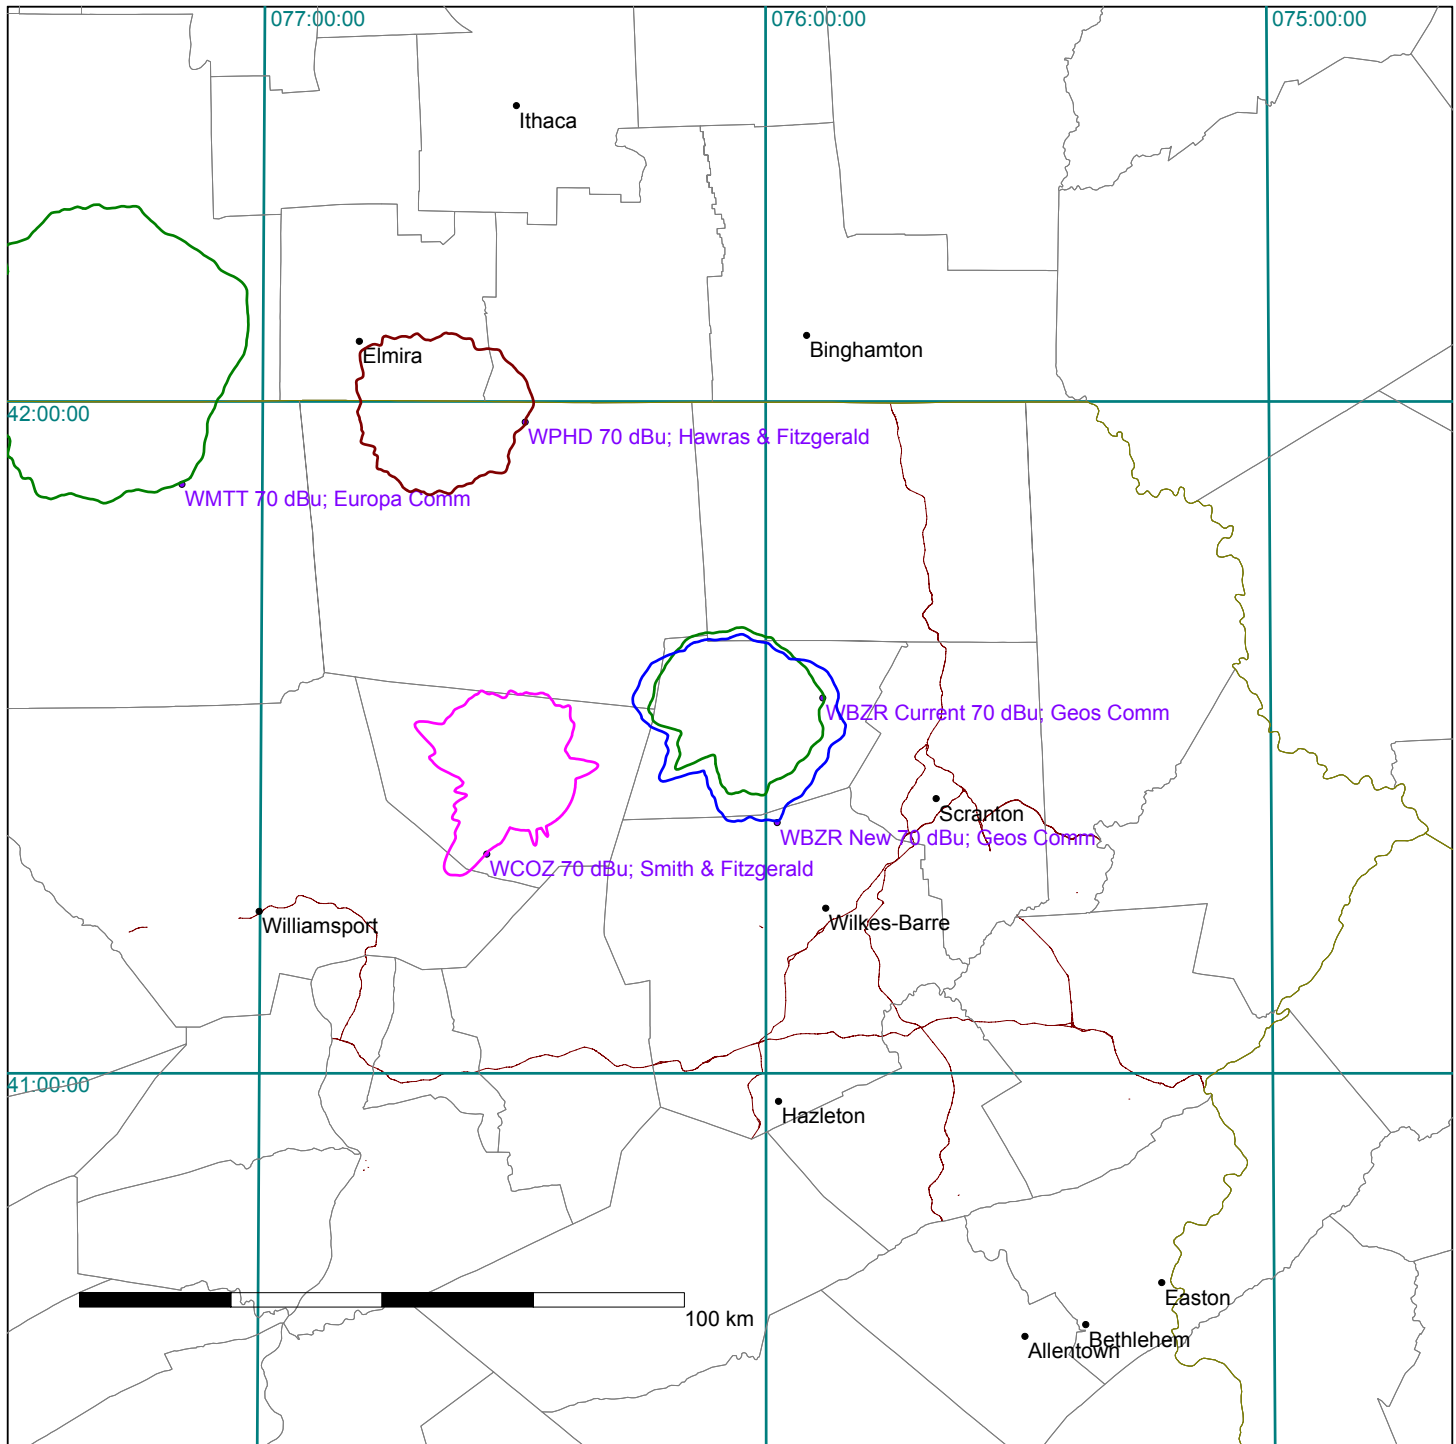 077:00:00
076:00:00
075:00:00
Ithaca
Binghamton
Elmira
42:00:00
WPHD 70 dBu; Hawras & Fitzgerald
WMTT 70 dBu; Europa Comm
WBZR Current 70 dBu; Geos Comm
Scranton
WBZR New 70 dBu; Geos Comm
WCOZ 70 dBu; Smith & Fitzgerald
Williamsport
Wilkes-Barre
41:00:00
Hazleton
Easton
100 km
Bethlehem
Allentown